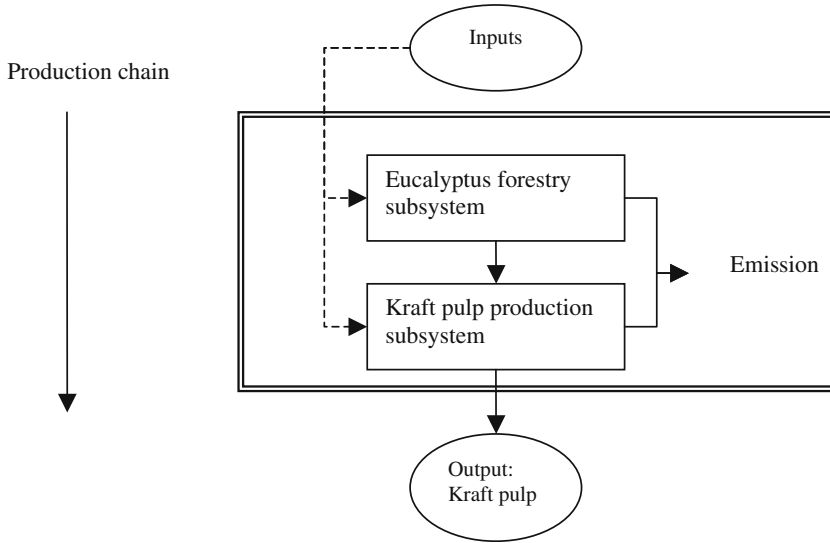 Inputs
Production chain
Eucalyptus forestry
subsystem
Emission
Kraft pulp production
subsystem
Output:
Kraft pulp